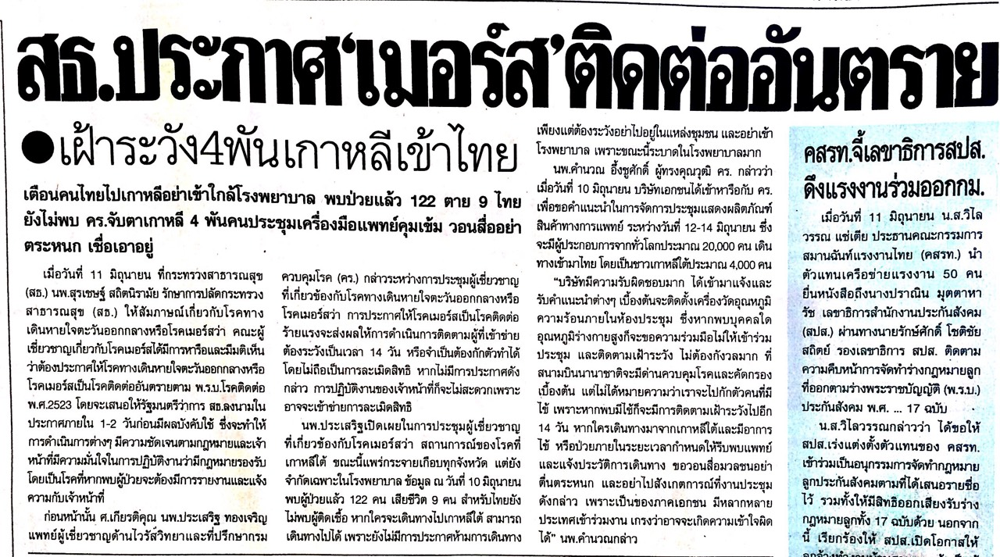 สธ.ประกาศ'เมอร์ส'ติดต่ออันตราย
●เฝ้าระวัง4พันเกาหลีเข้าไทย
เตือนคนไทยไปเกาหลีอย่าเข้าใกล้โรงพยาบาล พบป่วยแล้ว 122 ตาย 9 ไทย
ยังไม่พบ คร.จับตาเกาหลี 4 พันคนประชุมเครื่องมือแพทย์คุมเข้ม วอนสื่ออย่า
ตระหนก เชื่อเอาอยู่
เมื่อวันที่ 11 มิถุนายน ที่กระทรวงสาธารณสุข
(สธ.) นพ.สุรเชษฐ์ สถิตนิรามัย รักษาการปลัดกระทรวง
สาธารณสุข (สธ.) ให้สัมภาษณ์เกี่ยวกับโรคทาง
เดินหายใจตะวันออกกลางหรือโรคเมอร์สว่า คณะผู้
เชี่ยวชาญเกี่ยวกับโรคเมอร์สได้มีการหารือและมีมติเห็น
ว่าต้องประกาศให้โรคทางเดินหายใจตะวันออกกลางหรือ
โรคเมอร์สเป็นโรคติดต่ออันตรายตาม พ.ร.บ.โรคติดต่อ
พ.ศ.2523 โดยจะเสนอให้รัฐมนตรีว่าการ สธ.ลงนามใน
ประกาศภายใน 1-2 วันก่อนมีผลบังคับใช้ ซึ่งจะทำให้
การดำเนินการต่างๆ มีความชัดเจนตามกฎหมายและเจ้า
หน้าที่มีความมั่นใจในการปฏิบัติงานว่ามีกฎหมายรองรับ
โดยเป็นโรคที่หากพบผู้ป่วยจะต้องมีการรายงานและแจ้ง
ความกับเจ้าหน้าที่
ก่อนหน้านั้น ศ.เกียรติคุณ นพ.ประเสริฐ ทองเจริญ
แพทย์ผู้เชี่ยวชาญด้านไวรัสวิทยาและที่ปรึกษากรม
ควบคุมโรค (คร.) กล่าวระหว่างการประชุมผู้เชี่ยวชาญ
ที่เกี่ยวข้องกับโรคทางเดินหายใจตะวันออกกลางหรือ
โรคเมอร์สว่า การประกาศให้โรคเมอร์สเป็นโรคติดต่อ
ร้ายแรงจะส่งผลให้การดำเนินการติดตามผู้ที่เข้าข่าย
ต้องระวังเป็นเวลา 14 วัน หรือจำเป็นต้องกักตัวทำได้
โดยไม่ถือเป็นการละเมิดสิทธิ หากไม่มีการประกาศดัง
กล่าว การปฏิบัติงานของเจ้าหน้าที่ก็จะไม่สะดวกเพราะ
อาจจะเข้าข่ายการละเมิดสิทธิ
นพ.ประเสริฐเปิดเผยในการประชุมผู้เชี่ยวชาญ
ที่เกี่ยวข้องกับโรคเมอร์สว่า สถานการณ์ของโรคที่
เกาหลีใต้ ขณะนี้แพร่กระจายเกือบทุกจังหวัด แต่ยัง
จำกัดเฉพาะในโรงพยาบาล ข้อมูล ณ วันที่ 10 มิถุนายน
พบผู้ป่วยแล้ว 122 คน เสียชีวิต 9 คน สำหรับไทยยัง
ไม่พบผู้ติดเชื้อ หากใครจะเดินทางไปเกาหลีใต้ สามารถ
เดินทางไปได้ เพราะยังไม่มีการประกาศห้ามการเดินทาง
เพียงแต่ต้องระวังอย่าไปอยู่ในแหล่งชุมชน และอย่าเข้า
โรงพยาบาล เพราะขณะนี้ระบาดในโรงพยาบาลมาก
นพ.คำนวณ อึ้งชูศักดิ์ ผู้ทรงคุณวุฒิ คร. กล่าวว่า
เมื่อวันที่ 10 มิถุนายน บริษัทเอกชนได้เข้าหารือกับ คร.
เพื่อขอคำแนะนำในการจัดการประชุมแสดงผลิตภัณฑ์
สินค้าทางการแพทย์ ระหว่างวันที่ 12-14 มิถุนายน ซึ่ง
จะมีผู้ประกอบการจากทั่วโลกประมาณ 20,000 คน เดิน
ทางเข้ามาไทย โดยเป็นชาวเกาหลีใต้ประมาณ 4,000 คน
"บริษัทมีความรับผิดชอบมาก ได้เข้ามาแจ้งและ
รับคำแนะนำต่างๆ เบื้องต้นจะติดตั้งเครื่องวัดอุณหภูมิ
ความร้อนภายในห้องประชุม ซึ่งหากพบบุคคลใด
อุณหภูมิร่างกายสูงก็จะขอความร่วมมือไม่ให้เข้าร่วม
ประชุม และติดตามเฝ้าระวัง ไม่ต้องกังวลมาก ที่
สนามบินนานาชาติจะมีด่านควบคุมโรคและคัดกรอง
เบื้องต้น แต่ไม่ได้หมายความว่าเราจะไปกักตัวคนที่มี
ไข้ เพราะหากพบมีไข้ก็จะมีการติดตามเฝ้าระวังไปอีก
14 วัน หากใครเดินทางมาจากเกาหลีใต้และมีอาการ
ไข้ หรือป่วยภายในระยะเวลากำหนดให้รีบพบแพทย์
และแจ้งประวัติการเดินทาง ขอวอนสื่อมวลชนอย่า
ตื่นตระหนก และอย่าไปสังเกตการณ์ที่งานประชุม
ดังกล่าว เพราะเป็นของภาคเอกชน มีหลากหลาย
ประเทศเข้าร่วมงาน เกรงว่าอาจจะเกิดความเข้าใจผิด
ได้" นพ.คำนวณกล่าว
คสรท.จี้เลขาธิการสปส.
ดึงแรงงานร่วมออกกม.
เมื่อวันที่ 11 มิถุนายน น.ส.วิไล
วรรณ แซ่เตีย ประธานคณะกรรมการ
สมานฉันท์แรงงานไทย (คสรท.) นำ
ตัวแทนเครือข่ายแรงงาน 50 คน
ยื่นหนังสือถึงนางปราณิน มุตตาหา
รัช เลขาธิการสำนักงานประกันสังคม
(สปส.) ผ่านทางนายรักษ์ศักดิ์ โชติชัย
สถิตย์ รองเลขาธิการ สปส. ติดตาม
ความคืบหน้าการจัดทำร่างกฎหมายลูก
ที่ออกตามร่างพระราชบัญญัติ (พ.ร.บ.)
ประกันสังคม พ.ศ. ... 17 ฉบับ
น.ส.วิไลวรรณกล่าวว่า ได้ขอให้
สปส.เร่งแต่งตั้งตัวแทนของ คสรท.
เข้าร่วมเป็นอนุกรรมการจัดทำกฎหมาย
ลูกประกันสังคมตามที่ได้เสนอรายชื่อ
ไว้ รวมทั้งให้มีสิทธิออกเสียงรับร่าง
กฎหมายลูกทั้ง 17 ฉบับด้วย นอกจาก
นี้ เรียกร้องให้ สปส.เปิดโอกาสให้